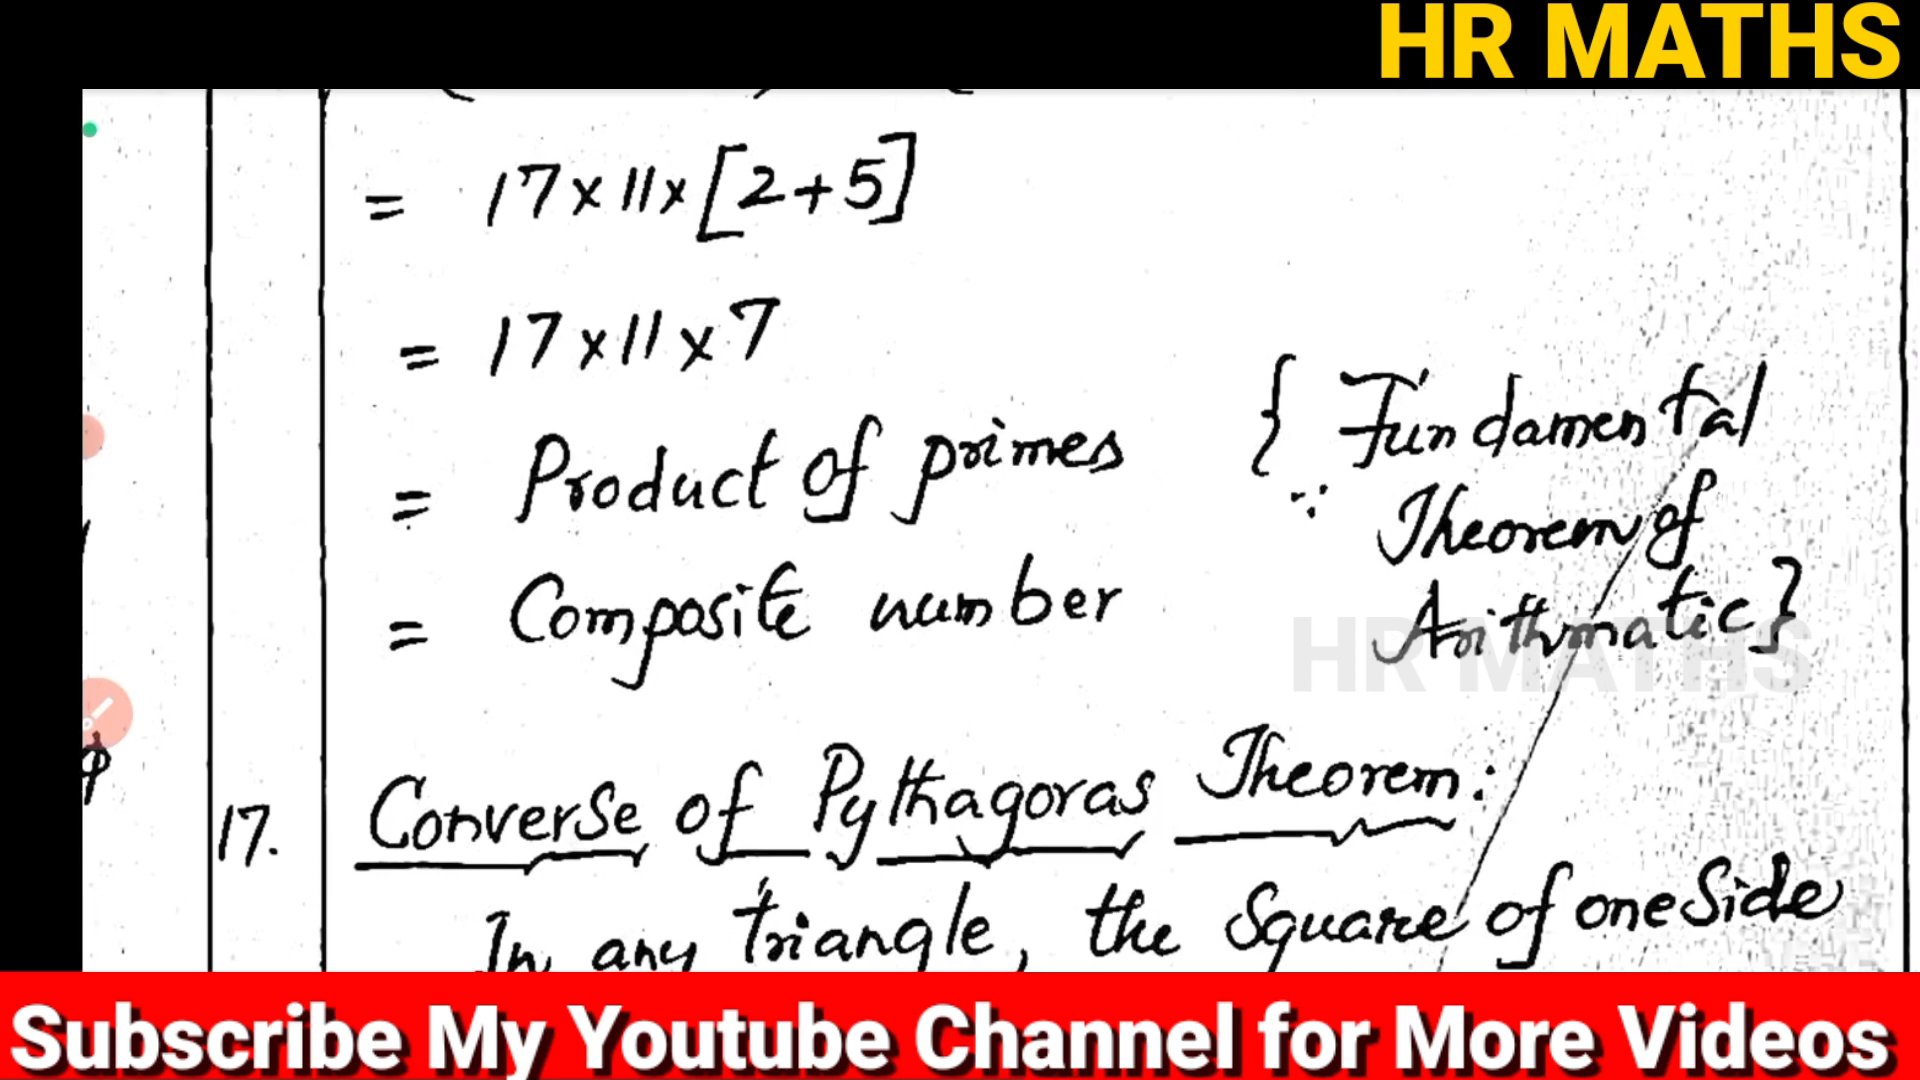 HR MATHS
= 17×11×[2+5]
= 17×11×7
= Product of primes {∵ Fundamental
Theorem of
= Composite number Arithmatic}
HR MATHS
17. Converse of Pythagoras Theorem:
In any triangle, the Square of one Side
Subscribe My Youtube Channel for More Videos